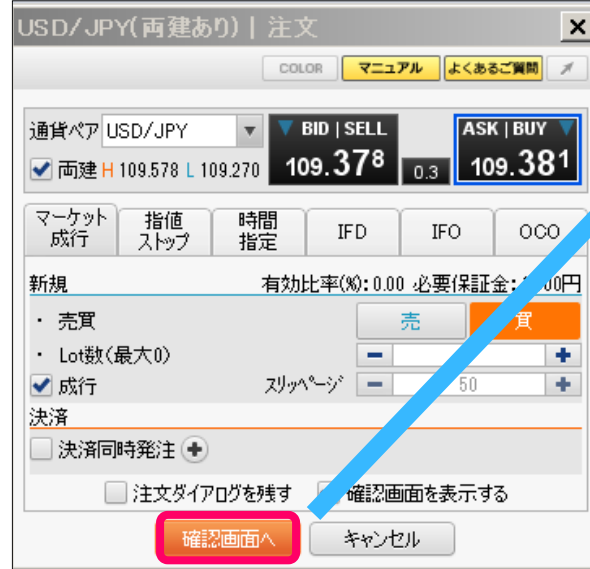 USD/JPY(両建あり) | 注文
COLOR マニュアル よくあるご質問
通貨ペア USD/JPY BID | SELL ASK | BUY
両建 H 109.578 L 109.270 109.378 0.3 109.381
マーケット成行 指値ストップ 時間指定 IFD IFO OCO
新規 有効比率(%): 0.00 必要保証金: 00円
・ 売買 売 買
・ Lot数(最大0)
成行 スリッページ 50
決済
決済同時発注
注文ダイアログを残す 確認画面を表示する
確認画面へ キャンセル